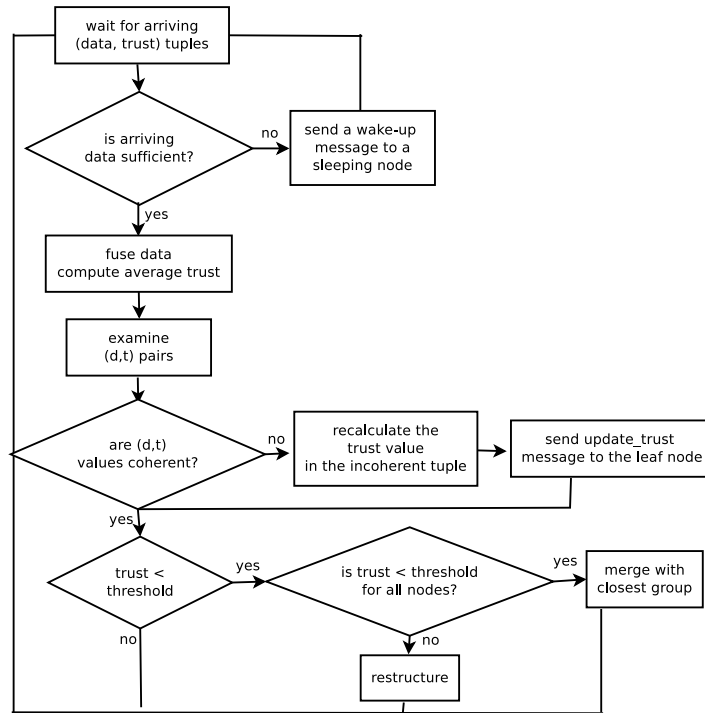 wait for arriving
(data, trust) tuples
is arriving
data sufficient?
no
send a wake-up
message to a
sleeping node
yes
fuse data
compute average trust
examine
(d,t) pairs
are (d,t)
values coherent?
no
recalculate the
trust value
in the incoherent tuple
send update_trust
message to the leaf node
yes
trust <
threshold
yes
is trust < threshold
for all nodes?
yes
merge with
closest group
no
no
restructure